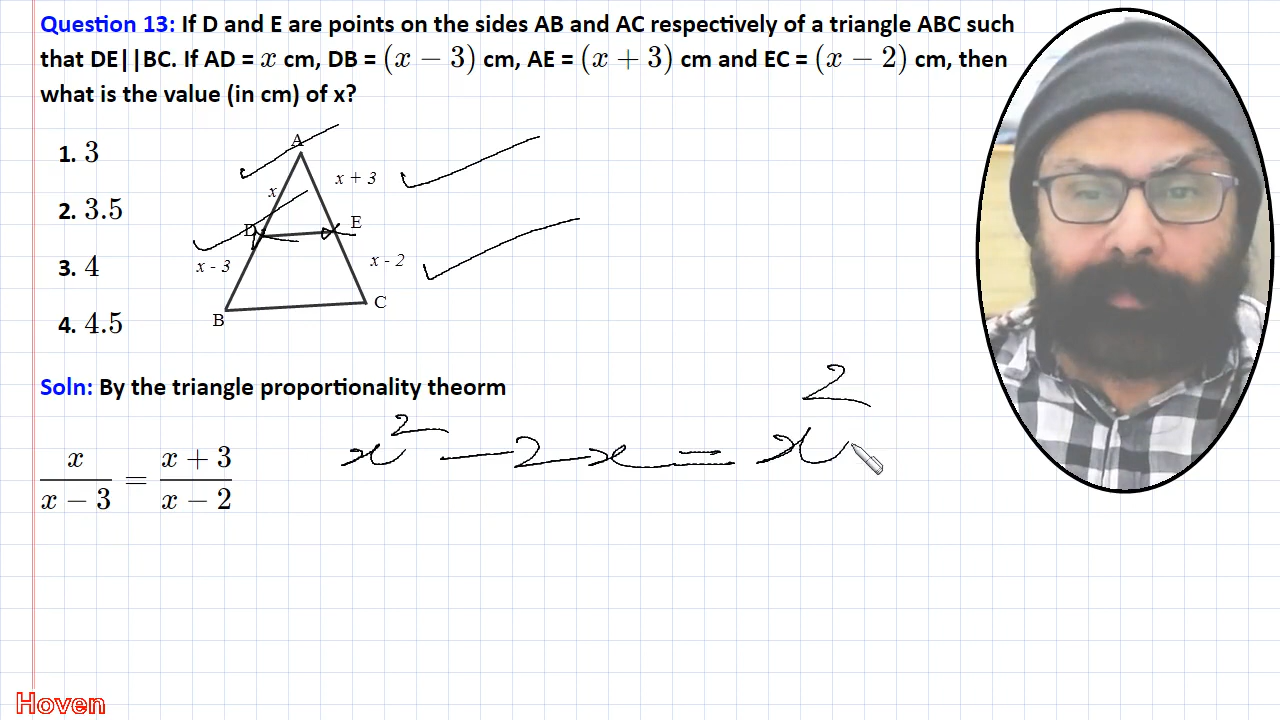 Question 13: If D and E are points on the sides AB and AC respectively of a triangle ABC such
that DE||BC. If AD = x cm, DB = (x − 3) cm, AE = (x + 3) cm and EC = (x − 2) cm, then
what is the value (in cm) of x?
1. 3
2. 3.5
3. 4
4. 4.5
A
x
x + 3
D
E
x - 3
x - 2
B
C
Soln: By the triangle proportionality theorm
x/(x − 3) = (x + 3)/(x − 2)
x² − 2x = x²
Hoven